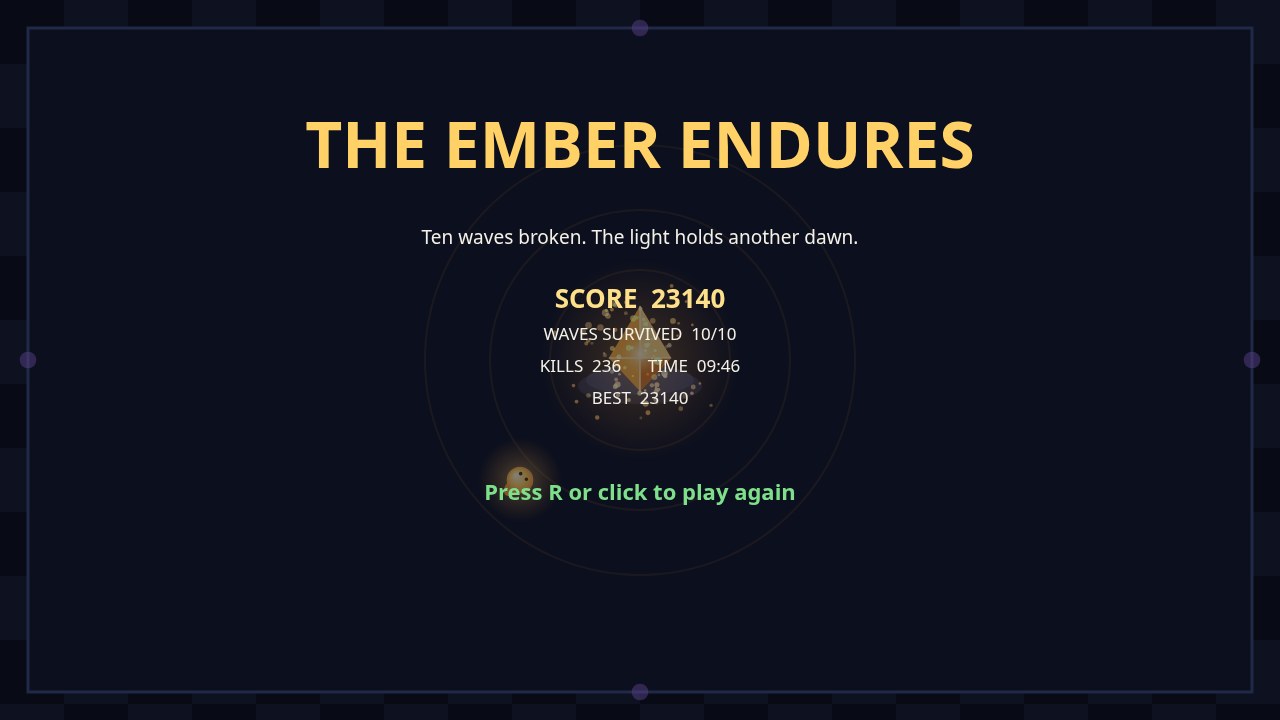 THE EMBER ENDURES
Ten waves broken. The light holds another dawn.
SCORE 23140
WAVES SURVIVED 10/10
KILLS 236 TIME 09:46
BEST 23140
Press R or click to play again